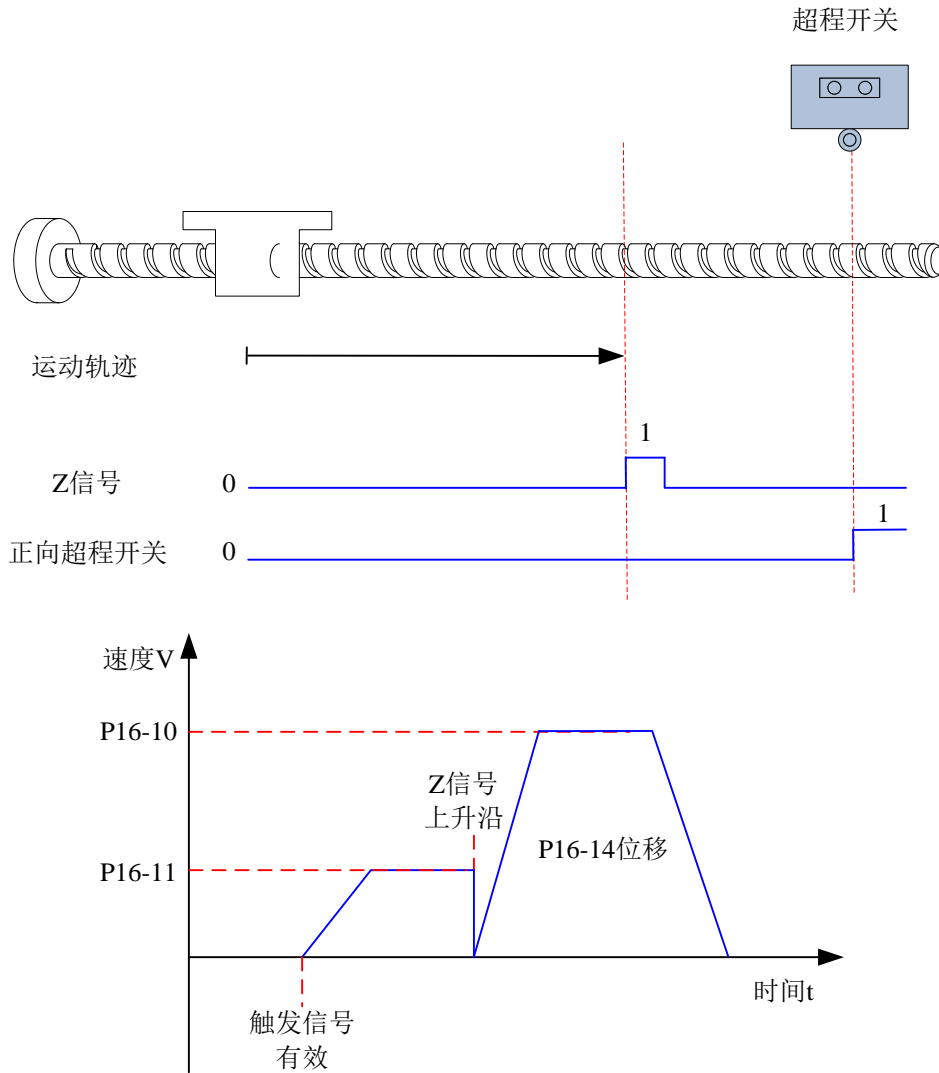 超程开关
运动轨迹
1
Z信号
0
1
正向超程开关
0
速度V
P16-10
Z信号
上升沿
P16-14位移
P16-11
时间t
触发信号
有效